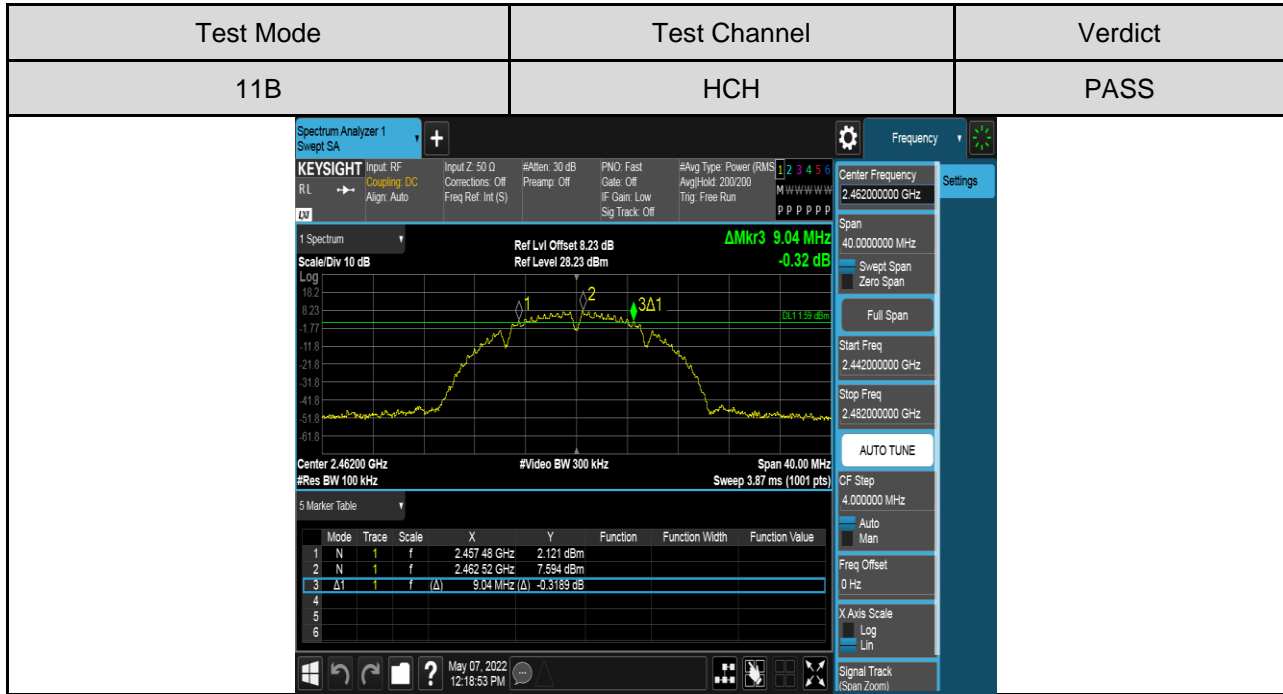 Test Mode Test Channel Verdict
11B HCH PASS
Spectrum Analyzer 1
Swept SA
+
Frequency
KEYSIGHT
RL
LXI
Input: RF
Coupling: DC
Align: Auto
Input Z: 50 Ω
Corrections: Off
Freq Ref: Int (S)
#Atten: 30 dB
Preamp: Off
PNO: Fast
Gate: Off
IF Gain: Low
Sig Track: Off
#Avg Type: Power (RMS
Avg|Hold: 200/200
Trig: Free Run
1 2 3 4 5 6
M W W W W W
P P P P P P
1 Spectrum
Scale/Div 10 dB
Ref Lvl Offset 8.23 dB
Ref Level 28.23 dBm
ΔMkr3 9.04 MHz
-0.32 dB
Log
18.2
8.23
-1.77
-11.8
-21.8
-31.8
-41.8
-51.8
-61.8
1
2
3Δ1
DL1 1.59 dBm
Center 2.46200 GHz
#Res BW 100 kHz
#Video BW 300 kHz
Span 40.00 MHz
Sweep 3.87 ms (1001 pts)
5 Marker Table
Mode Trace Scale X Y Function Function Width Function Value
1 N 1 f 2.457 48 GHz 2.121 dBm
2 N 1 f 2.462 52 GHz 7.594 dBm
3 Δ1 1 f (Δ) 9.04 MHz (Δ) -0.3189 dB
4
5
6
Center Frequency
2.462000000 GHz
Settings
Span
40.0000000 MHz
Swept Span
Zero Span
Full Span
Start Freq
2.442000000 GHz
Stop Freq
2.482000000 GHz
AUTO TUNE
CF Step
4.000000 MHz
Auto
Man
Freq Offset
0 Hz
X Axis Scale
Log
Lin
Signal Track
(Span Zoom)
?
May 07, 2022
12:18:53 PM